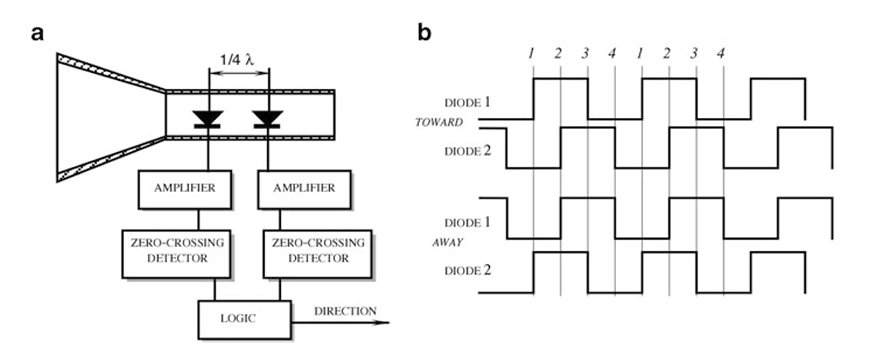 a
1/4 λ
AMPLIFIER
AMPLIFIER
ZERO-CROSSING
DETECTOR
ZERO-CROSSING
DETECTOR
LOGIC
DIRECTION
b
1 2 3 4 1 2 3 4
DIODE 1
TOWARD
DIODE 2
DIODE 1
AWAY
DIODE 2